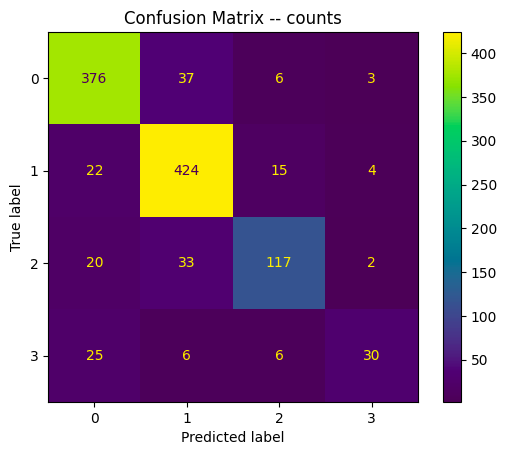 Confusion Matrix -- counts
0 376 37 6 3
1 22 424 15 4
2 20 33 117 2
3 25 6 6 30
0 1 2 3
Predicted label
True label
400
350
300
250
200
150
100
50